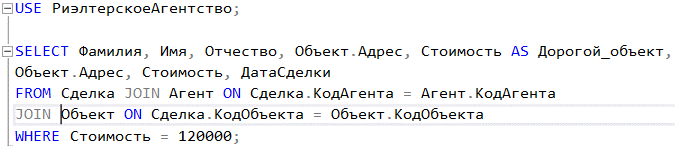 USE РиэлтерскоеАгентство;
SELECT Фамилия, Имя, Отчество, Объект.Адрес, Стоимость AS Дорогой_объект,
Объект.Адрес, Стоимость, ДатаСделки
FROM Сделка JOIN Агент ON Сделка.КодАгента = Агент.КодАгента
JOIN Объект ON Сделка.КодОбъекта = Объект.КодОбъекта
WHERE Стоимость = 120000;